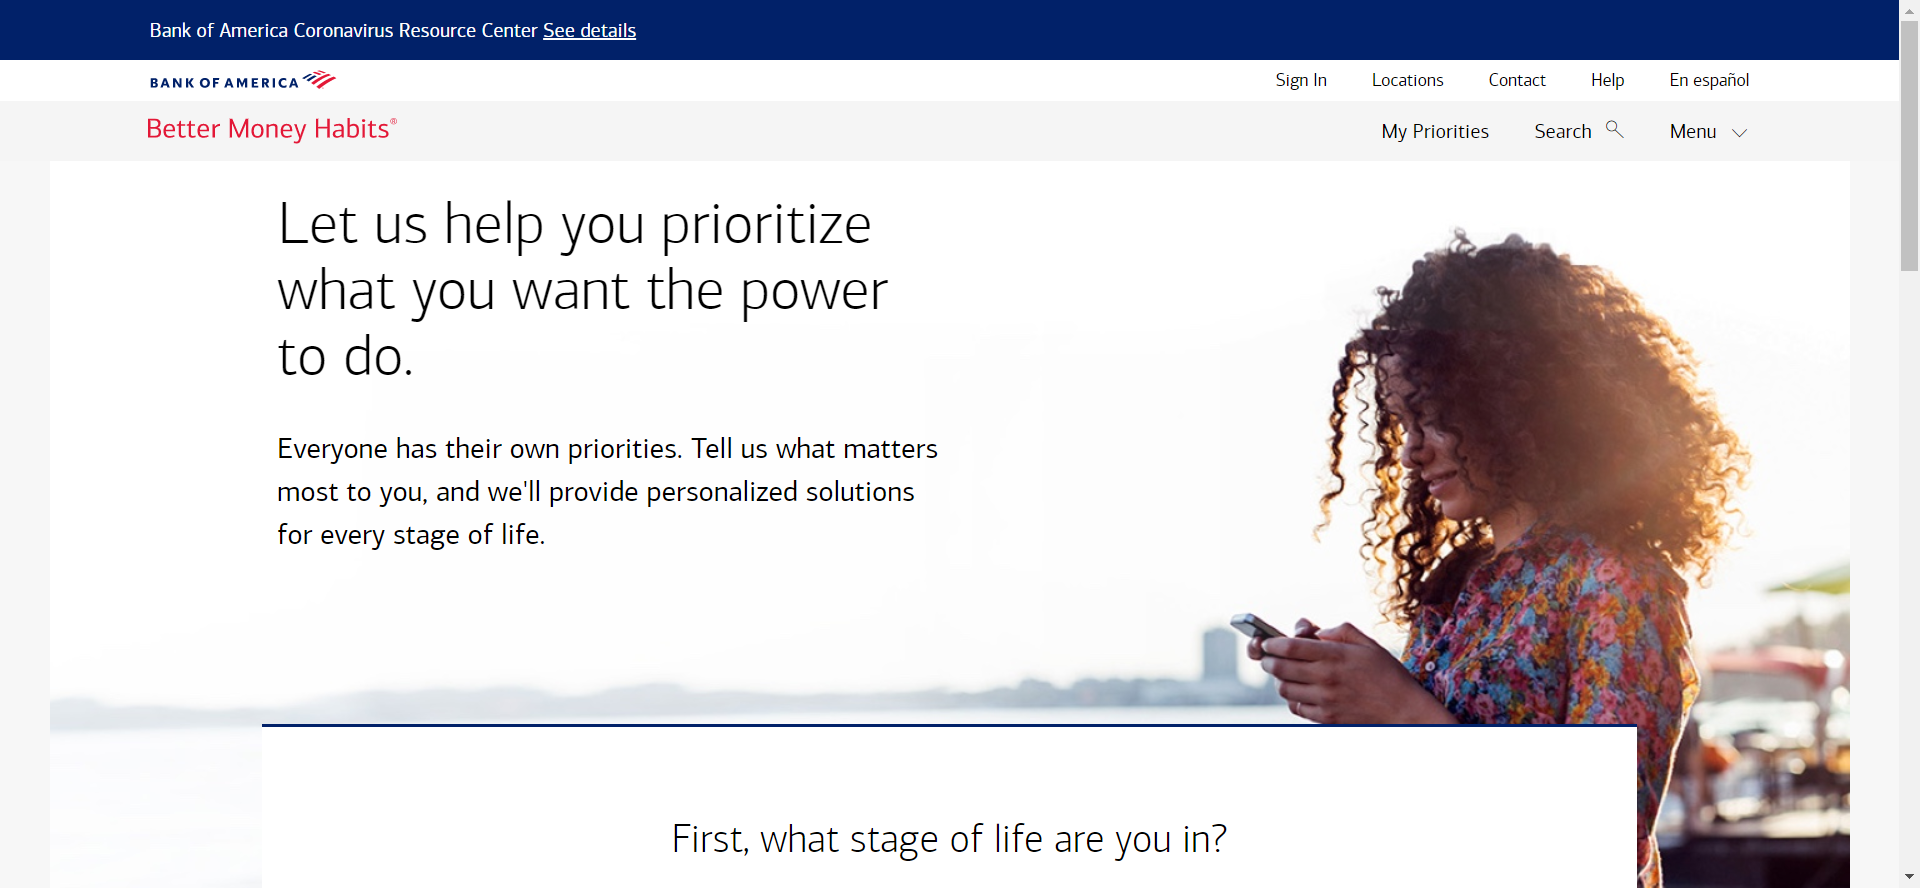 Bank of America Coronavirus Resource Center See details
BANK OF AMERICA
Sign In Locations Contact Help En español
Better Money Habits®
My Priorities Search Menu
Let us help you prioritize
what you want the power
to do.
Everyone has their own priorities. Tell us what matters
most to you, and we'll provide personalized solutions
for every stage of life.
First, what stage of life are you in?